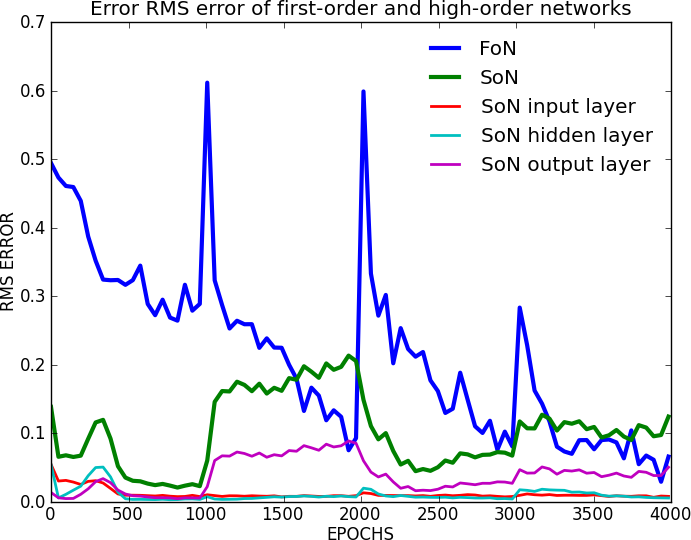 Error RMS error of first-order and high-order networks
0.7
0.6
0.5
0.4
0.3
0.2
0.1
0.0
RMS ERROR
FoN
SoN
SoN input layer
SoN hidden layer
SoN output layer
0 500 1000 1500 2000 2500 3000 3500 4000
EPOCHS